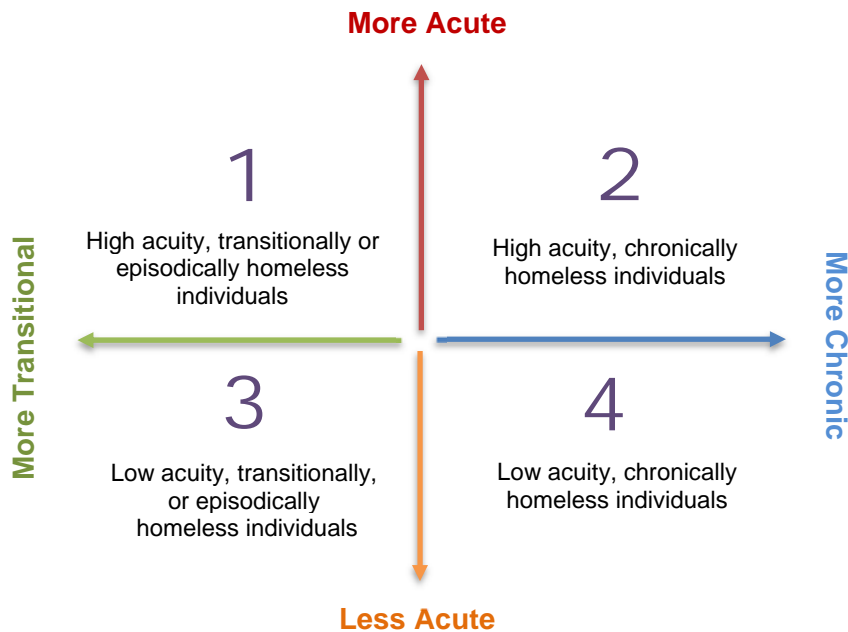 More Acute
1
High acuity, transitionally or
episodically homeless
individuals
2
High acuity, chronically
homeless individuals
More Transitional
More Chronic
3
Low acuity, transitionally,
or episodically
homeless individuals
4
Low acuity, chronically
homeless individuals
Less Acute